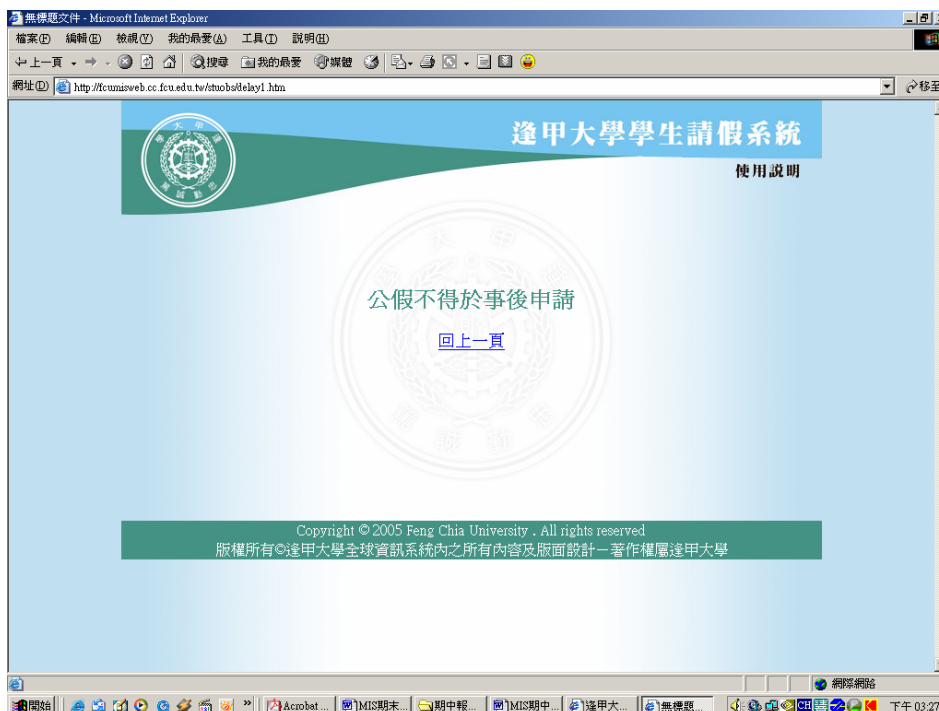 無標題文件 - Microsoft Internet Explorer
檔案(F) 編輯(E) 檢視(V) 我的最愛(A) 工具(T) 說明(H)
上一頁 搜尋 我的最愛 媒體
網址(D) http://fcumisweb.cc.fcu.edu.tw/stuobs/delay1.htm 移至
逢甲大學學生請假系統
使用說明
公假不得於事後申請
回上一頁
Copyright © 2005 Feng Chia University . All rights reserved
版權所有©逢甲大學全球資訊系統內之所有內容及版面設計－著作權屬逢甲大學
網際網路
開始 » Acrobat ... MIS期末... 期中報... MIS期中... 逢甲大... 無標題... CH 下午 03:27